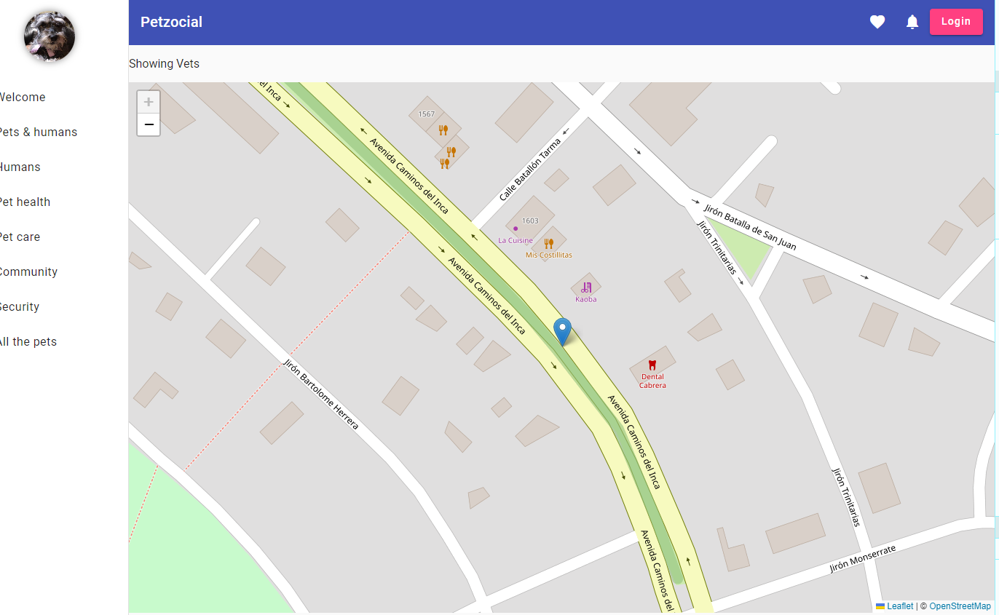 Petzocial
Login
Showing Vets
Welcome
Pets & humans
Humans
Pet health
Pet care
Community
Security
All the pets
+
−
del Inca
1567
Avenida Caminos del Inca
Calle Batallón Tarma
1603
La Cuisine
Mis Costillitas
Jirón Batalla de San Juan
Jirón Trinitarias
Avenida Caminos del Inca
Kaoba
Dental
Cabrera
Jirón Bartolome Herrera
Avenida Caminos del Inca
Jirón Trinitarias
Avenida Caminos del
Jirón Monserrate
Leaflet | © OpenStreetMap